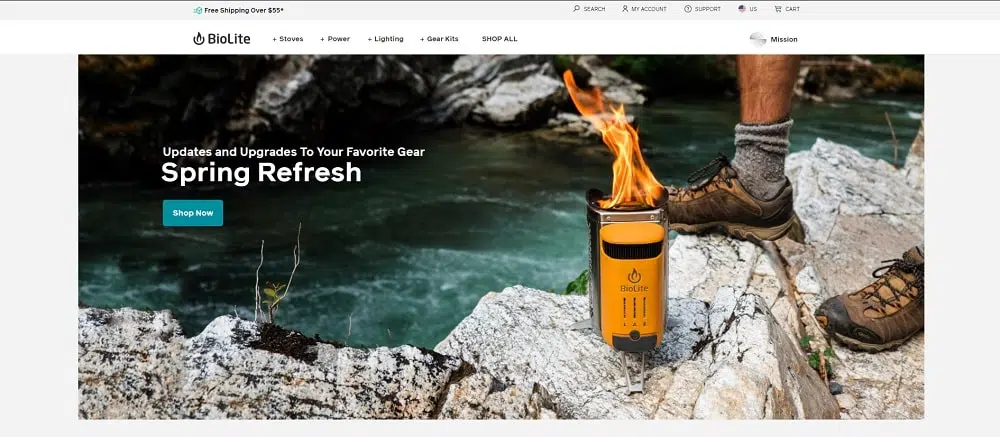 Free Shipping Over $55*
SEARCH
MY ACCOUNT
SUPPORT
US
CART
BioLite
+ Stoves
+ Power
+ Lighting
+ Gear Kits
SHOP ALL
Mission
Updates and Upgrades To Your Favorite Gear
Spring Refresh
Shop Now
BioLite